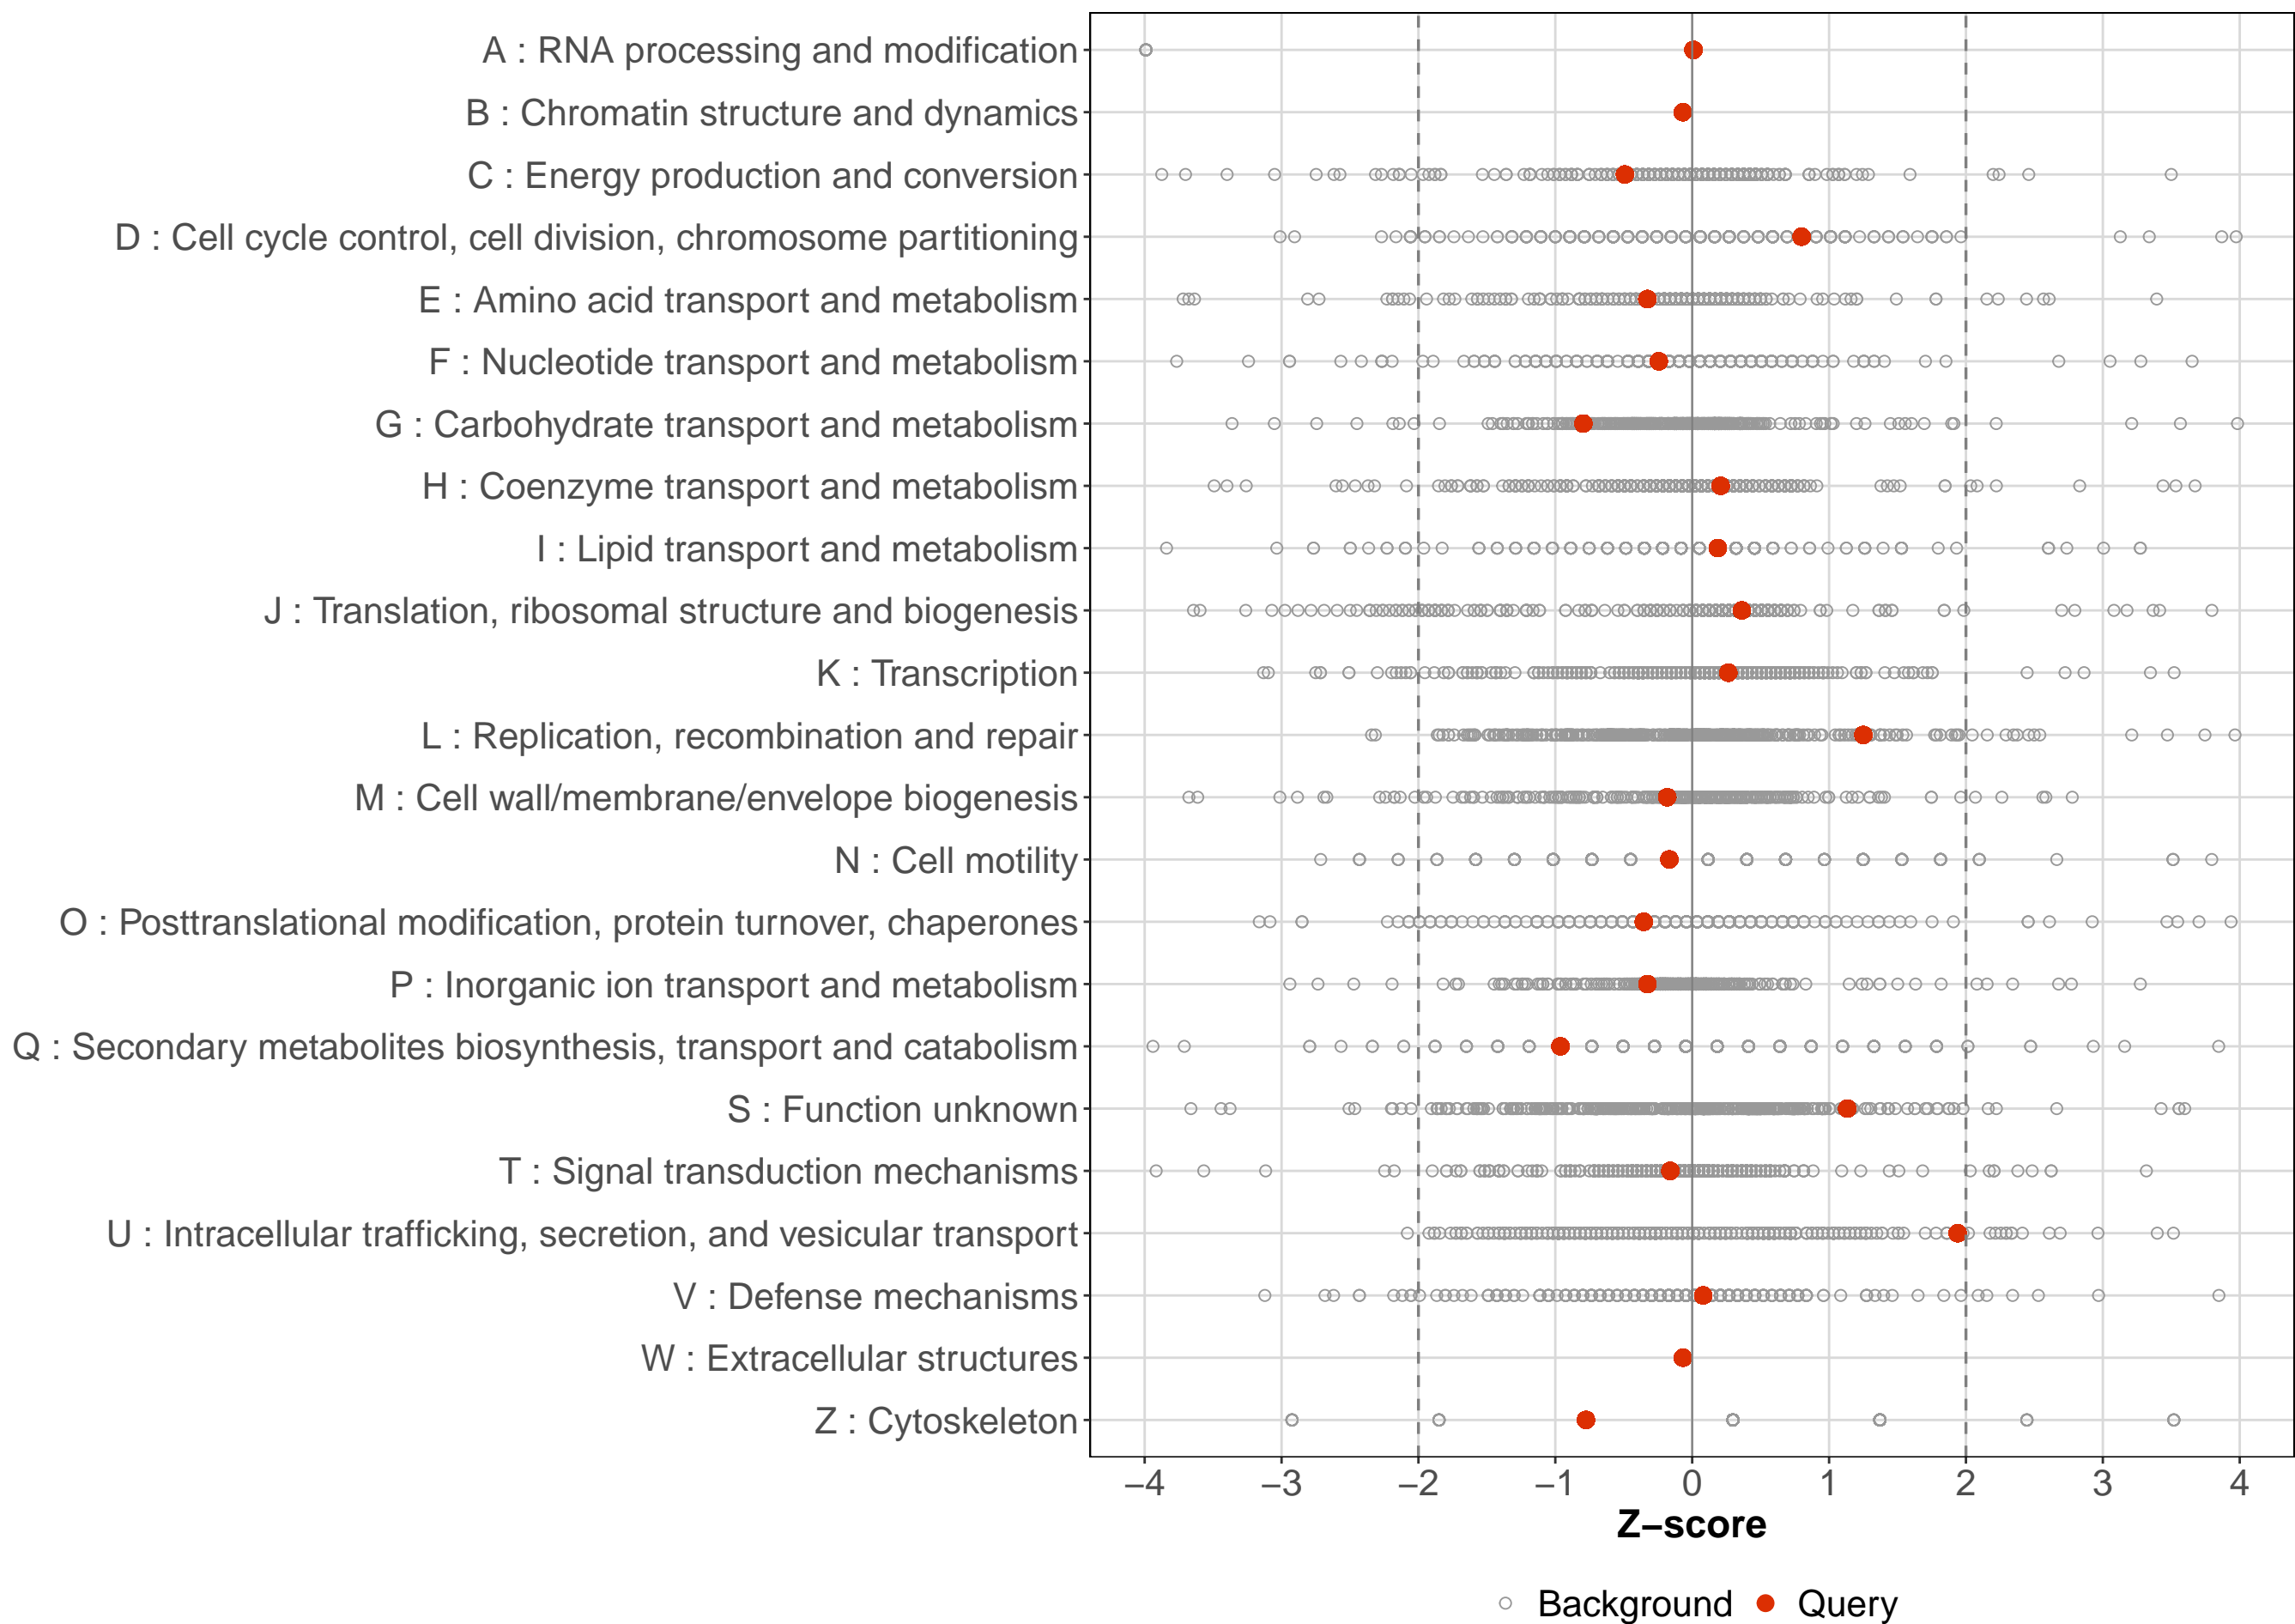 A : RNA processing and modification
B : Chromatin structure and dynamics
C : Energy production and conversion
D : Cell cycle control, cell division, chromosome partitioning
E : Amino acid transport and metabolism
F : Nucleotide transport and metabolism
G : Carbohydrate transport and metabolism
H : Coenzyme transport and metabolism
I : Lipid transport and metabolism
J : Translation, ribosomal structure and biogenesis
K : Transcription
L : Replication, recombination and repair
M : Cell wall/membrane/envelope biogenesis
N : Cell motility
O : Posttranslational modification, protein turnover, chaperones
P : Inorganic ion transport and metabolism
Q : Secondary metabolites biosynthesis, transport and catabolism
S : Function unknown
T : Signal transduction mechanisms
U : Intracellular trafficking, secretion, and vesicular transport
V : Defense mechanisms
W : Extracellular structures
Z : Cytoskeleton
−4 −3 −2 −1 0 1 2 3 4
Z−score
Background Query